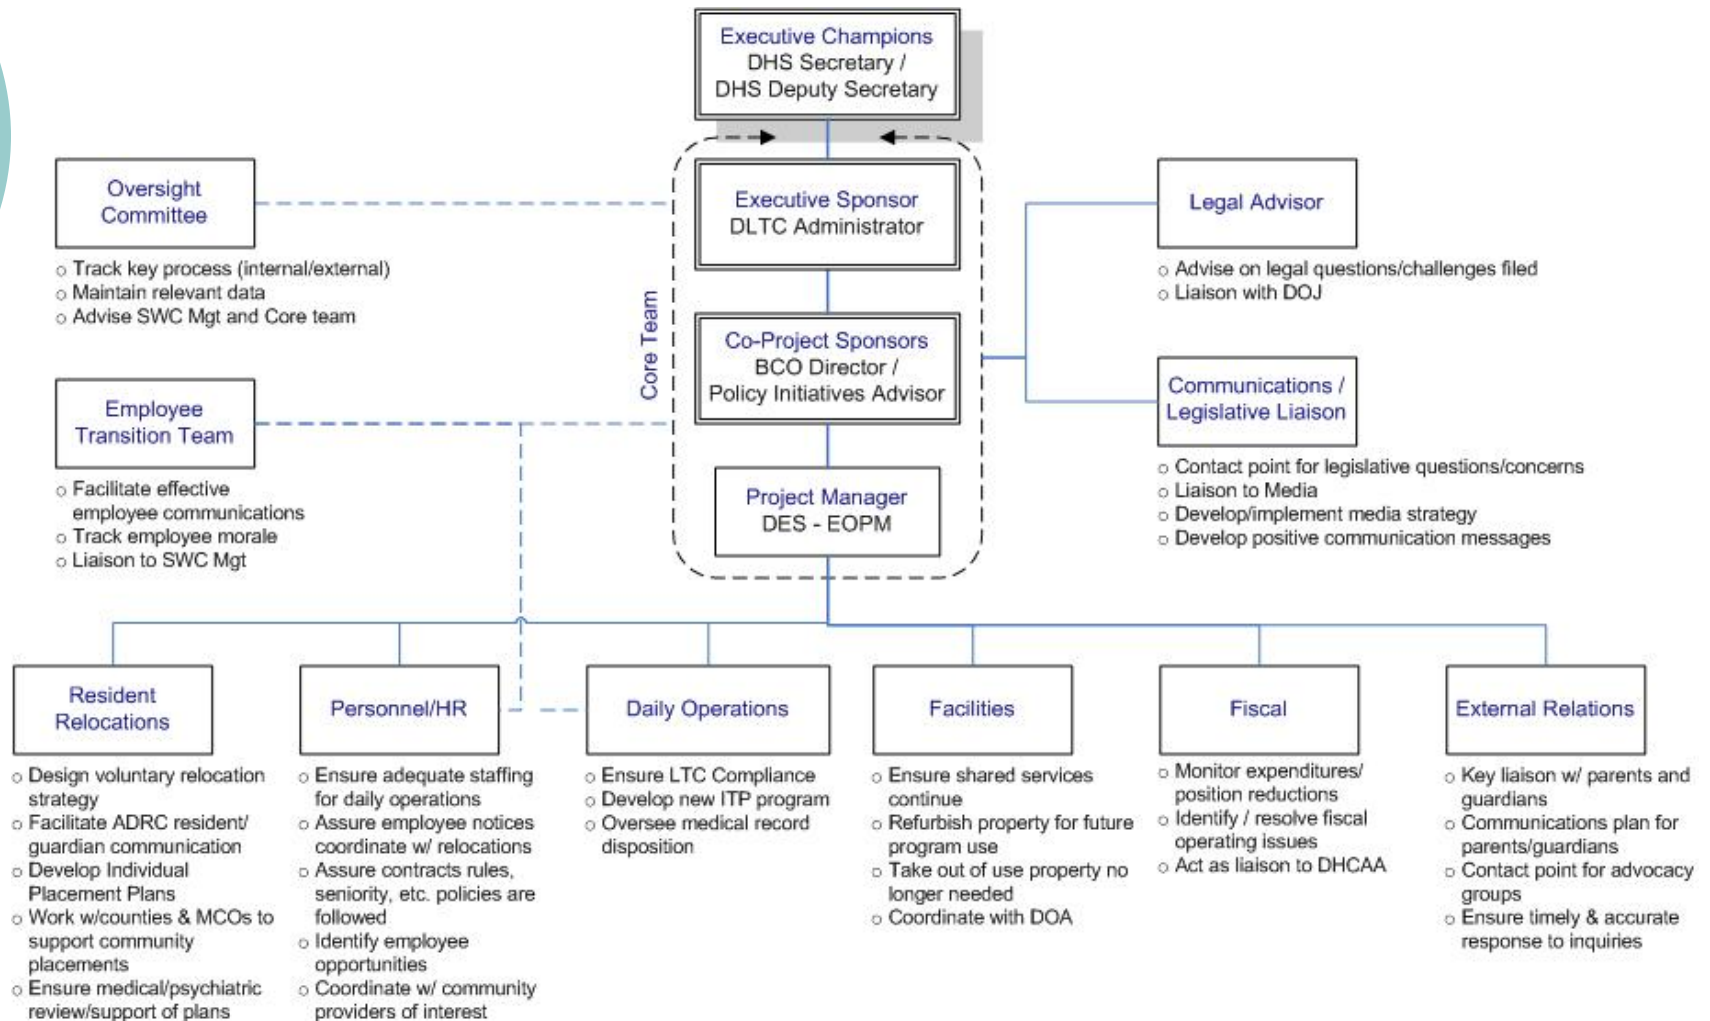 Executive Champions
DHS Secretary /
DHS Deputy Secretary
Oversight
Committee
○ Track key process (internal/external)
○ Maintain relevant data
○ Advise SWC Mgt and Core team
Employee
Transition Team
○ Facilitate effective
employee communications
○ Track employee morale
○ Liaison to SWC Mgt
Core Team
Executive Sponsor
DLTC Administrator
Co-Project Sponsors
BCO Director /
Policy Initiatives Advisor
Project Manager
DES - EOPM
Legal Advisor
○ Advise on legal questions/challenges filed
○ Liaison with DOJ
Communications /
Legislative Liaison
○ Contact point for legislative questions/concerns
○ Liaison to Media
○ Develop/implement media strategy
○ Develop positive communication messages
Resident
Relocations
○ Design voluntary relocation
strategy
○ Facilitate ADRC resident/
guardian communication
○ Develop Individual
Placement Plans
○ Work w/counties & MCOs to
support community
placements
○ Ensure medical/psychiatric
review/support of plans
Personnel/HR
○ Ensure adequate staffing
for daily operations
○ Assure employee notices
coordinate w/ relocations
○ Assure contracts rules,
seniority, etc. policies are
followed
○ Identify employee
opportunities
○ Coordinate w/ community
providers of interest
Daily Operations
○ Ensure LTC Compliance
○ Develop new ITP program
○ Oversee medical record
disposition
Facilities
○ Ensure shared services
continue
○ Refurbish property for future
program use
○ Take out of use property no
longer needed
○ Coordinate with DOA
Fiscal
○ Monitor expenditures/
position reductions
○ Identify / resolve fiscal
operating issues
○ Act as liaison to DHCAA
External Relations
○ Key liaison w/ parents and
guardians
○ Communications plan for
parents/guardians
○ Contact point for advocacy
groups
○ Ensure timely & accurate
response to inquiries